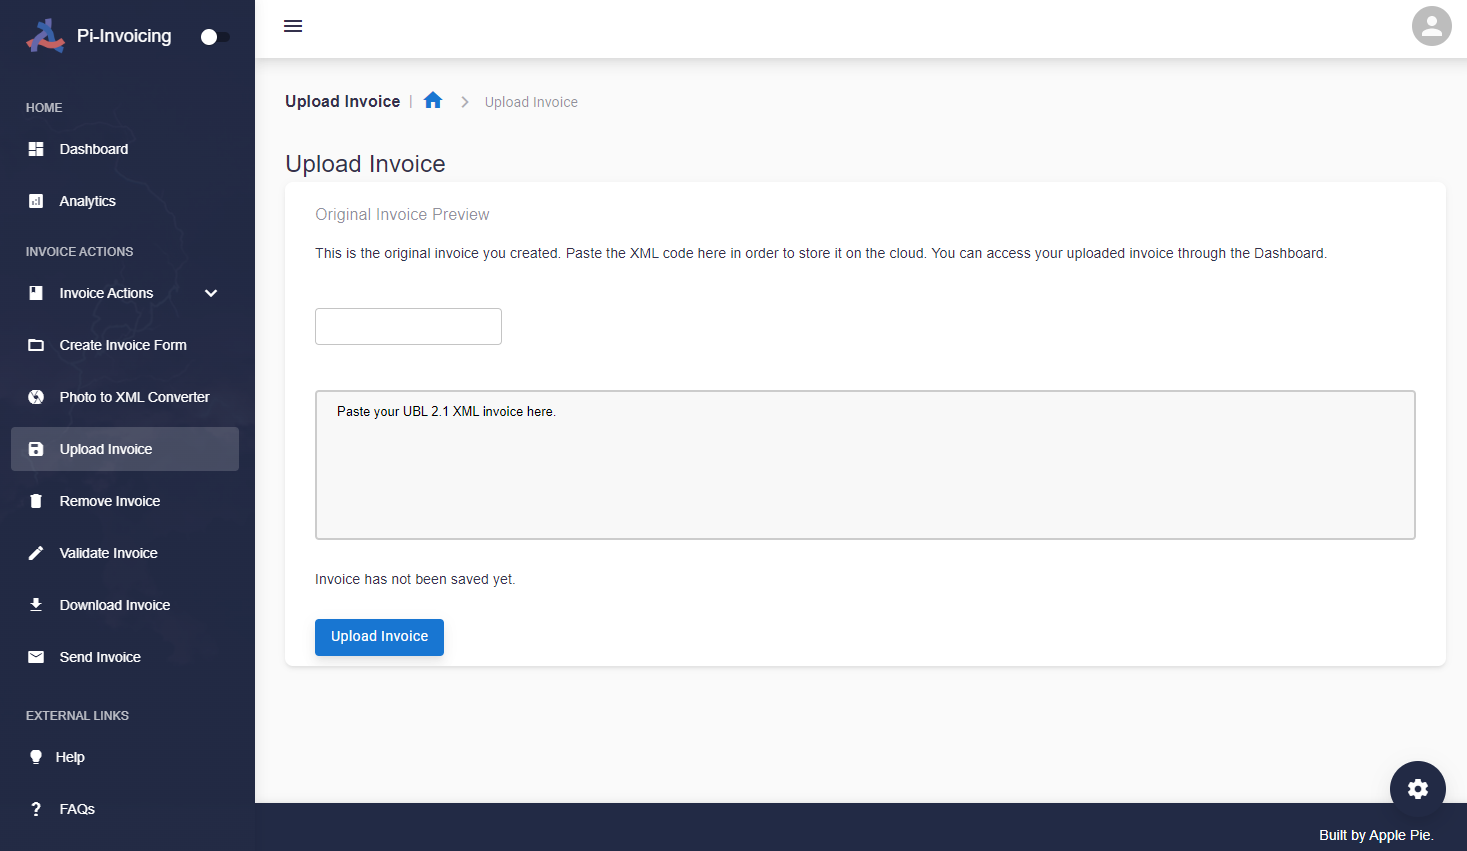 Pi-Invoicing
HOME
Dashboard
Analytics
INVOICE ACTIONS
Invoice Actions
Create Invoice Form
Photo to XML Converter
Upload Invoice
Remove Invoice
Validate Invoice
Download Invoice
Send Invoice
EXTERNAL LINKS
Help
FAQs
Upload Invoice | Upload Invoice
Upload Invoice
Original Invoice Preview
This is the original invoice you created. Paste the XML code here in order to store it on the cloud. You can access your uploaded invoice through the Dashboard.
Paste your UBL 2.1 XML invoice here.
Invoice has not been saved yet.
Upload Invoice
Built by Apple Pie.